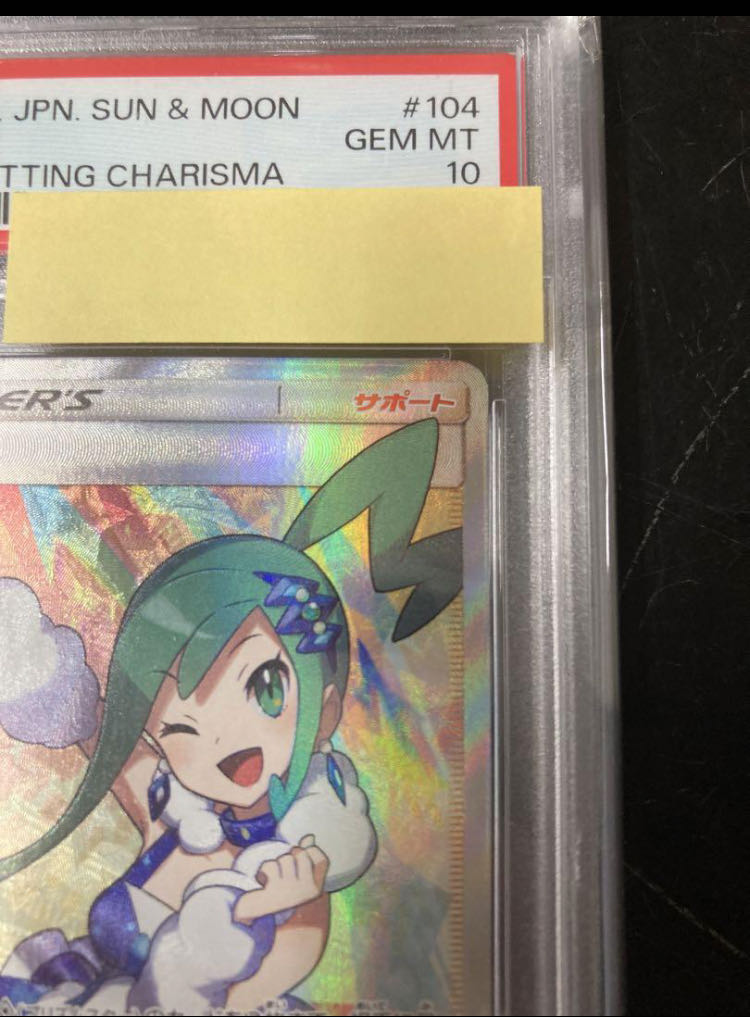 . JPN. SUN & MOON #104
GEM MT
TTING CHARISMA 10
ER'S サポート